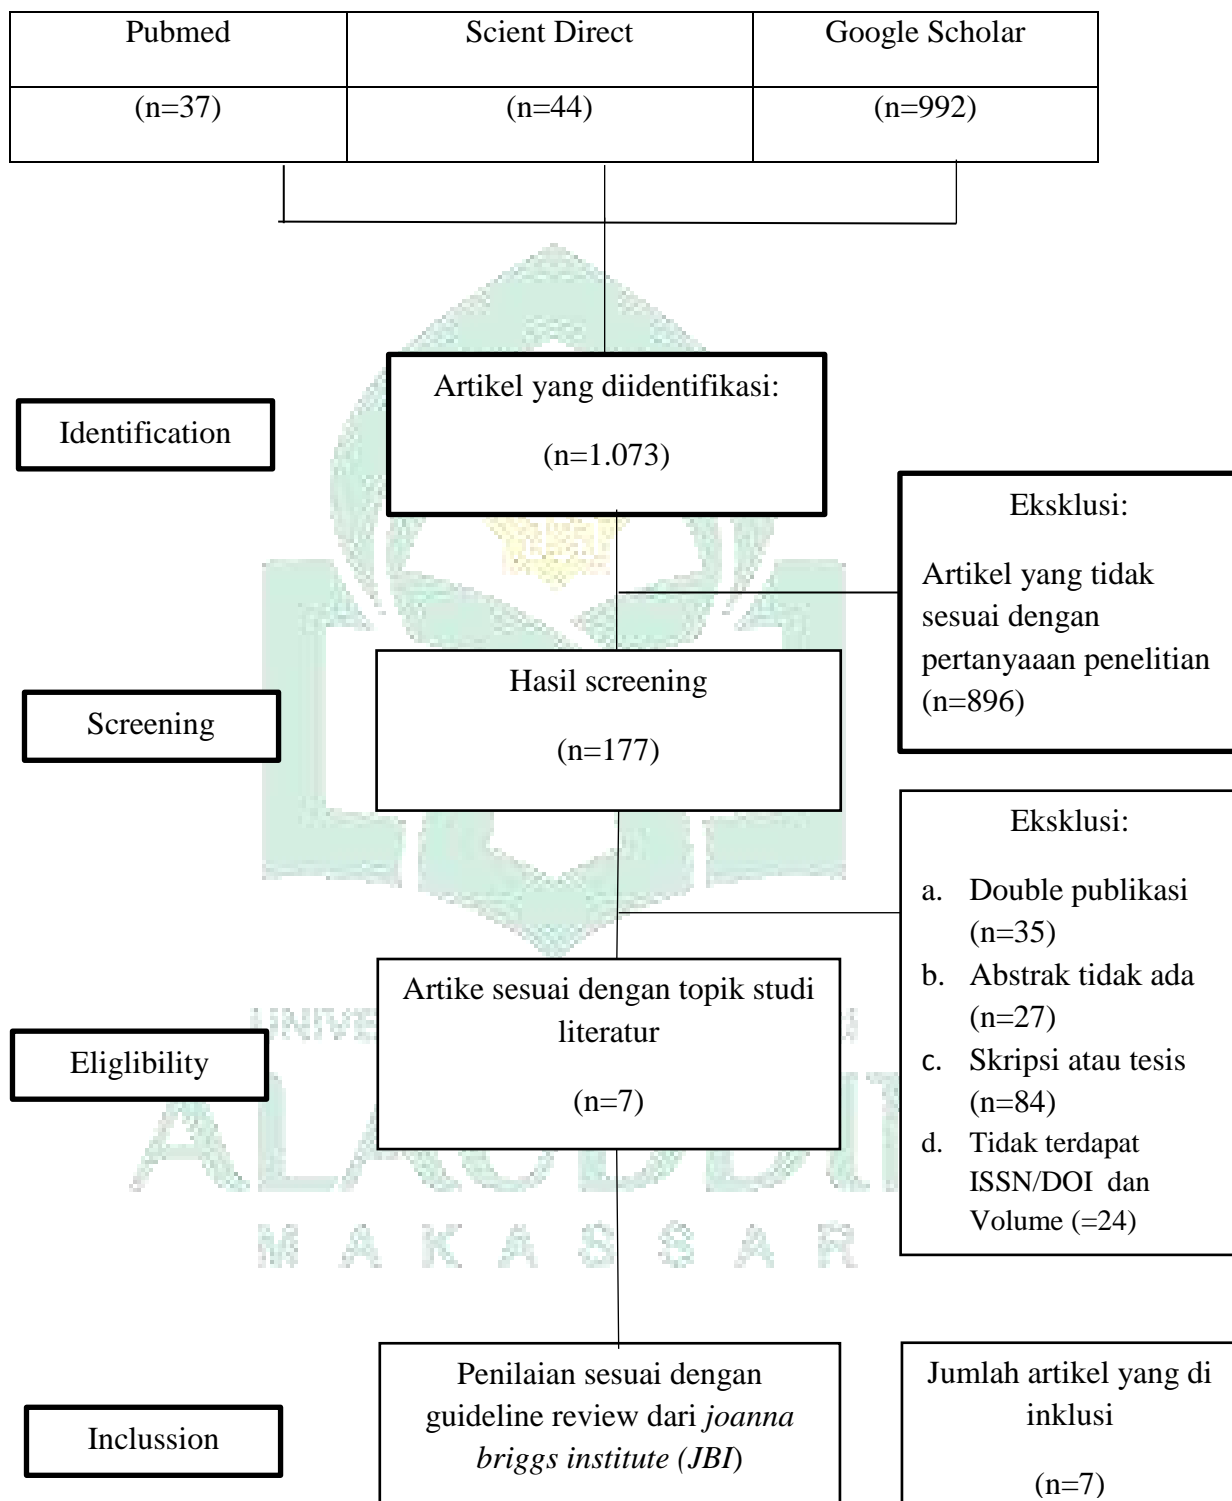 Pubmed
Scient Direct
Google Scholar
(n=37)
(n=44)
(n=992)
Identification
Artikel yang diidentifikasi:
(n=1.073)
Eksklusi:
Artikel yang tidak
sesuai dengan
pertanyaaan penelitian
(n=896)
Screening
Hasil screening
(n=177)
Eksklusi:
a. Double publikasi
(n=35)
b. Abstrak tidak ada
(n=27)
c. Skripsi atau tesis
(n=84)
d. Tidak terdapat
ISSN/DOI dan
Volume (=24)
Eliglibility
Artike sesuai dengan topik studi
literatur
(n=7)
MAKASSAR
Inclussion
Penilaian sesuai dengan
guideline review dari joanna
briggs institute (JBI)
Jumlah artikel yang di
inklusi
(n=7)